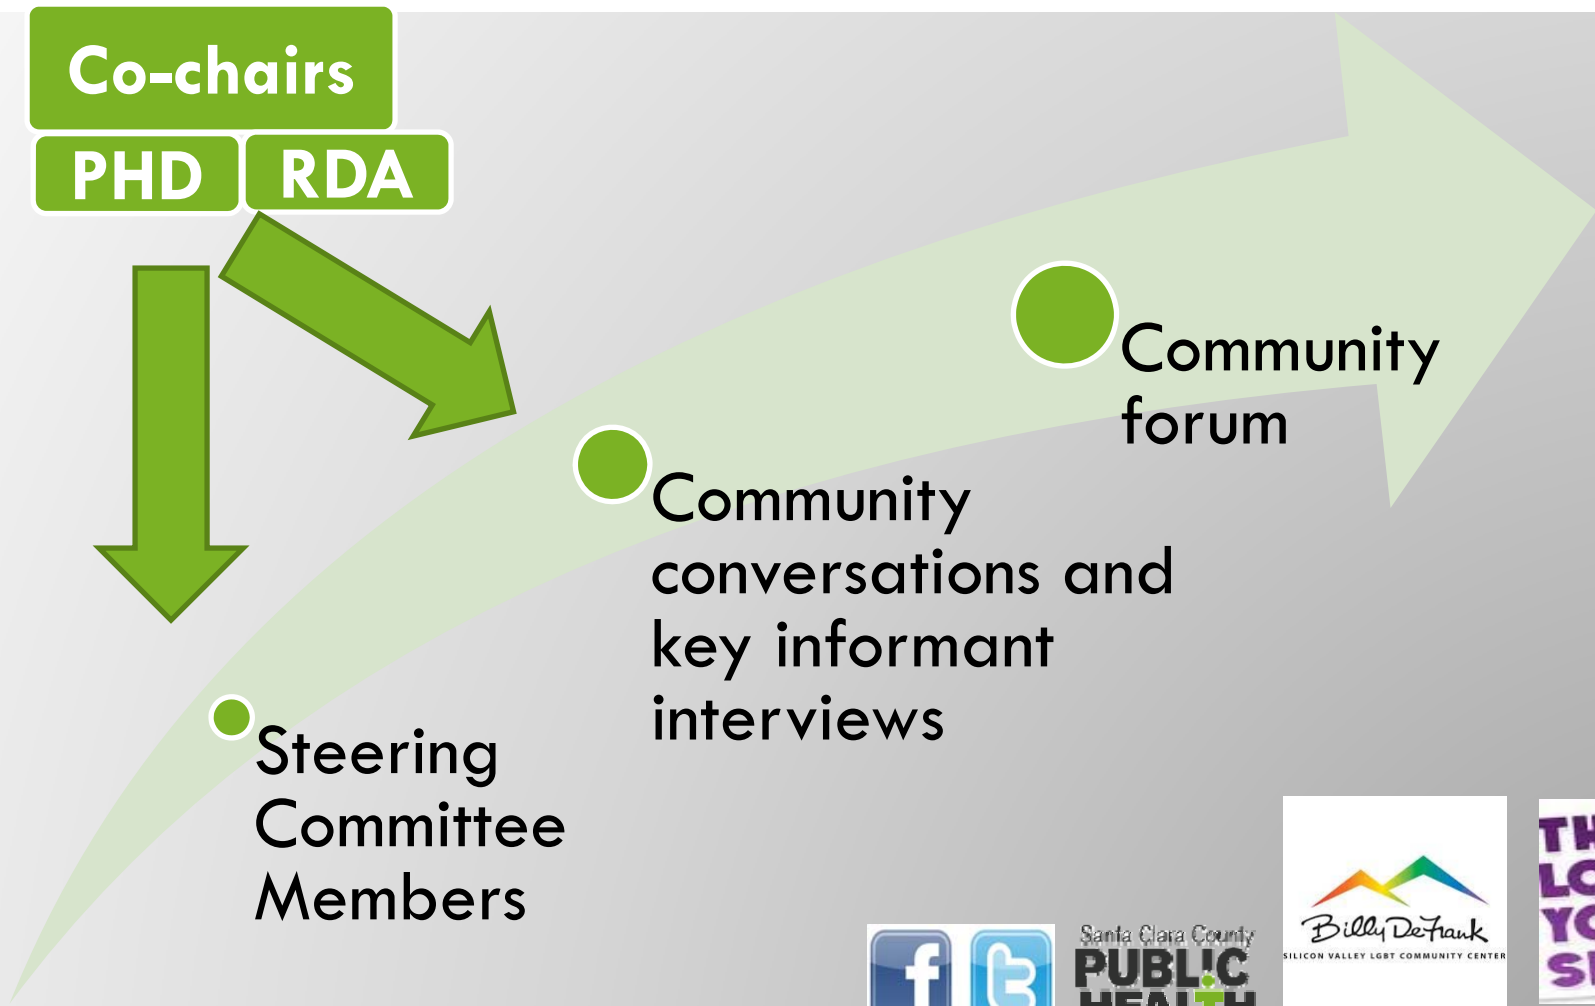 Co-chairs
PHD RDA
Community
forum
Community
conversations and
key informant
interviews
Steering
Committee
Members
Billy DeFrank
SILICON VALLEY LGBT COMMUNITY CENTER
Santa Clara County
PUBLIC
HEALTH
f t